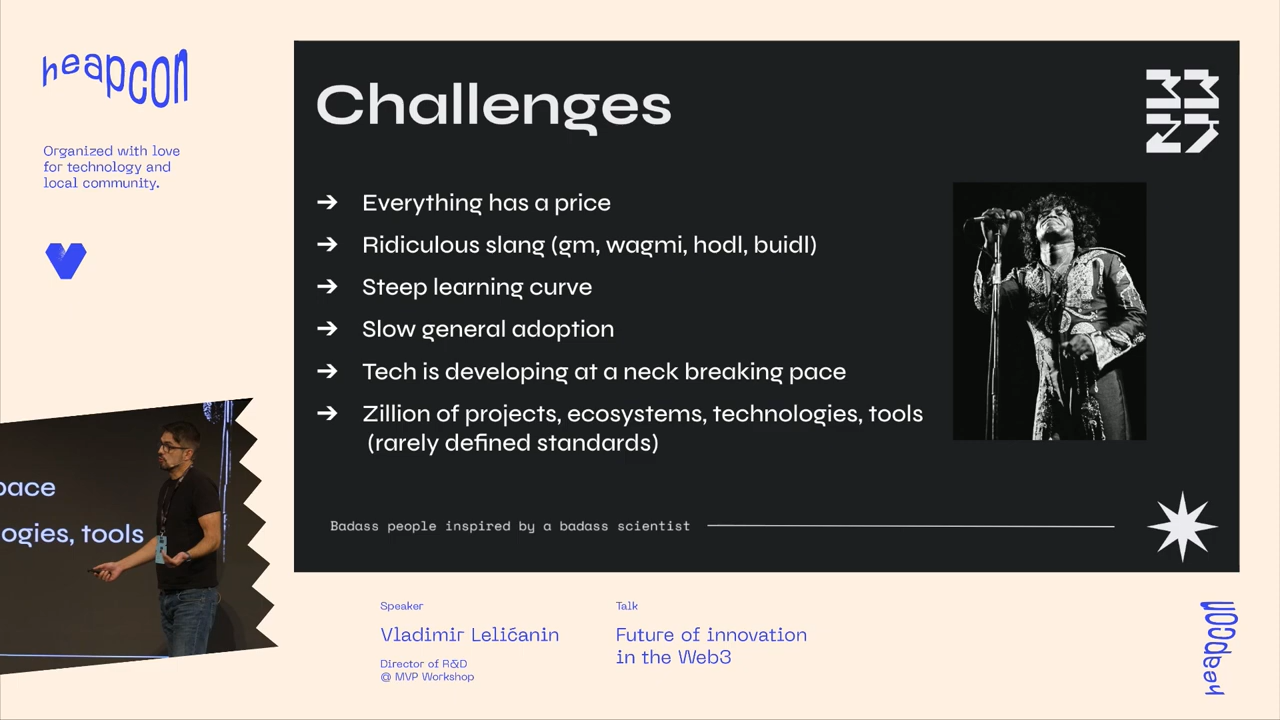 heapcon
Organized with love
for technology and
local community.
Challenges
33
27
→ Everything has a price
→ Ridiculous slang (gm, wagmi, hodl, buidl)
→ Steep learning curve
→ Slow general adoption
→ Tech is developing at a neck breaking pace
→ Zillion of projects, ecosystems, technologies, tools
(rarely defined standards)
Badass people inspired by a badass scientist
pace
ogies, tools
Speaker
Vladimir Leličanin
Director of R&D
@ MVP Workshop
Talk
Future of innovation
in the Web3
heapcon